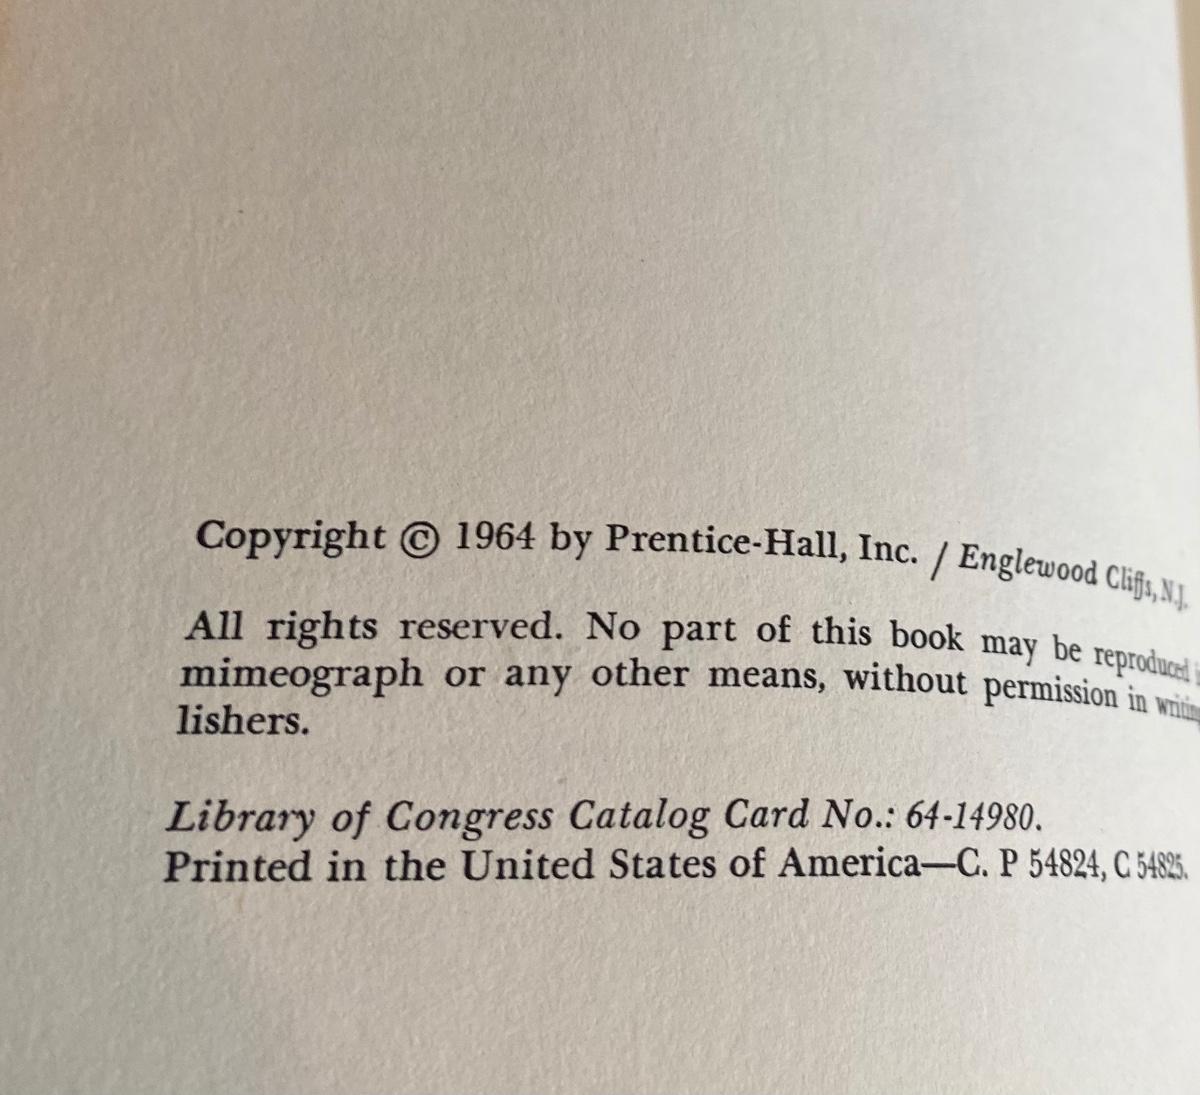 Copyright © 1964 by Prentice-Hall, Inc. / Englewood Cliffs, N.J.
All rights reserved. No part of this book may be reproduced
mimeograph or any other means, without permission in writing
lishers.
Library of Congress Catalog Card No.: 64-14980.
Printed in the United States of America—C. P 54824, C 54825.